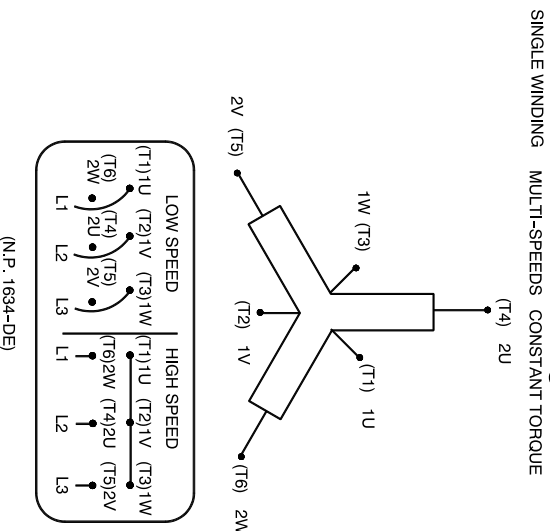 SINGLE WINDING MULTI-SPEEDS CONSTANT TORQUE
(T4) 2U
1W (T3)
(T1) 1U
2V (T5)
(T2) 1V
(T6) 2W
LOW SPEED
HIGH SPEED
(T1)1U (T2)1V (T3)1W
(T1)1U (T2)1V (T3)1W
(T6) (T4) (T5)
2W 2U 2V
(T6)2W (T4)2U (T5)2V
L1 L2 L3
L1 L2 L3
(N.P. 1634-DE)